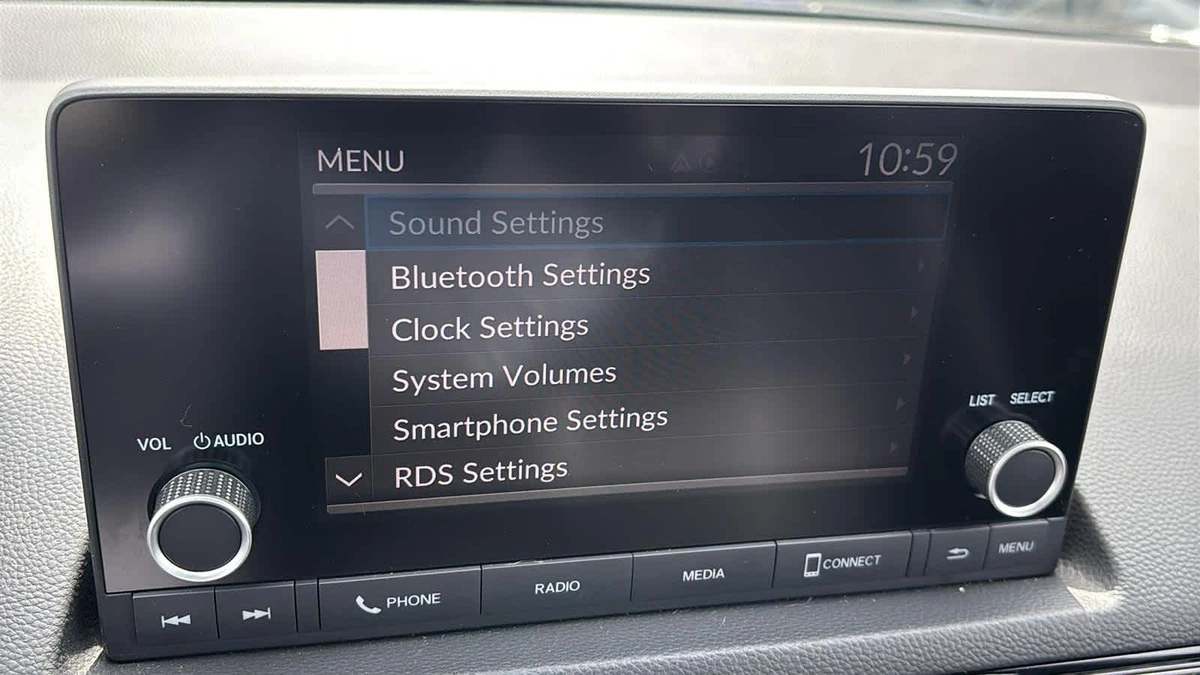 MENU
10:59
Sound Settings
Bluetooth Settings
Clock Settings
System Volumes
Smartphone Settings
RDS Settings
VOL AUDIO
LIST SELECT
PHONE
RADIO
MEDIA
CONNECT
MENU